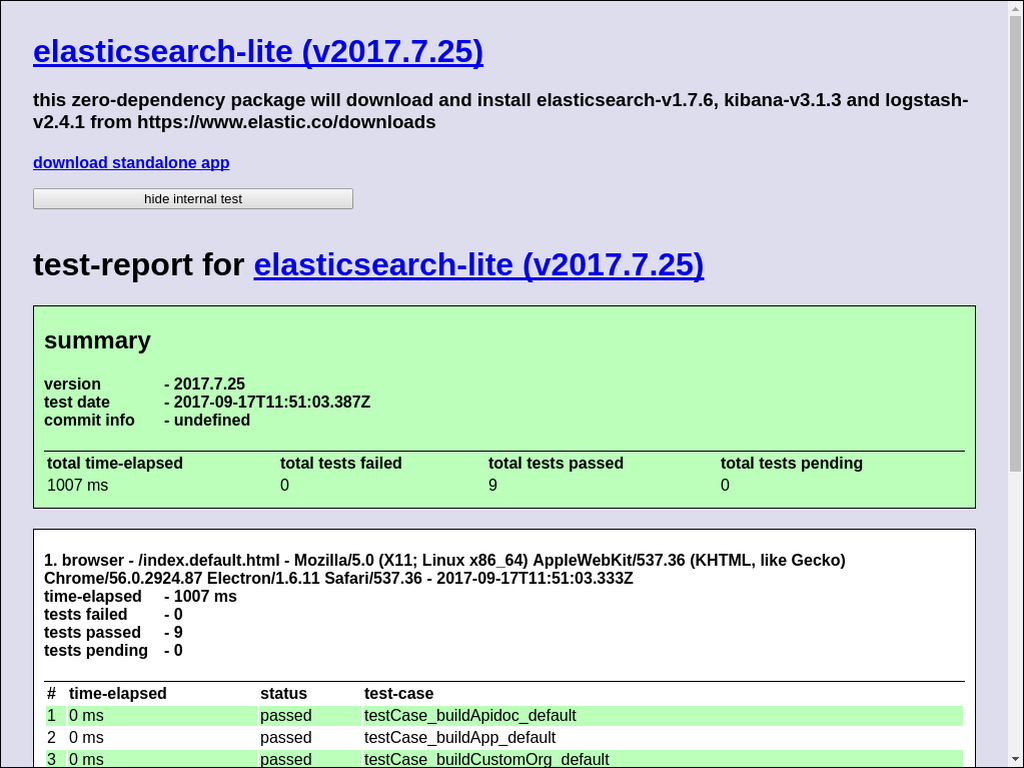 elasticsearch-lite (v2017.7.25)
this zero-dependency package will download and install elasticsearch-v1.7.6, kibana-v3.1.3 and logstash-
v2.4.1 from https://www.elastic.co/downloads
download standalone app
hide internal test
test-report for elasticsearch-lite (v2017.7.25)
summary
version - 2017.7.25
test date - 2017-09-17T11:51:03.387Z
commit info - undefined
total time-elapsed total tests failed total tests passed total tests pending
1007 ms 0 9 0
1. browser - /index.default.html - Mozilla/5.0 (X11; Linux x86_64) AppleWebKit/537.36 (KHTML, like Gecko)
Chrome/56.0.2924.87 Electron/1.6.11 Safari/537.36 - 2017-09-17T11:51:03.333Z
time-elapsed - 1007 ms
tests failed - 0
tests passed - 9
tests pending - 0
# time-elapsed status test-case
1 0 ms passed testCase_buildApidoc_default
2 0 ms passed testCase_buildApp_default
3 0 ms passed testCase_buildCustomOrg_default